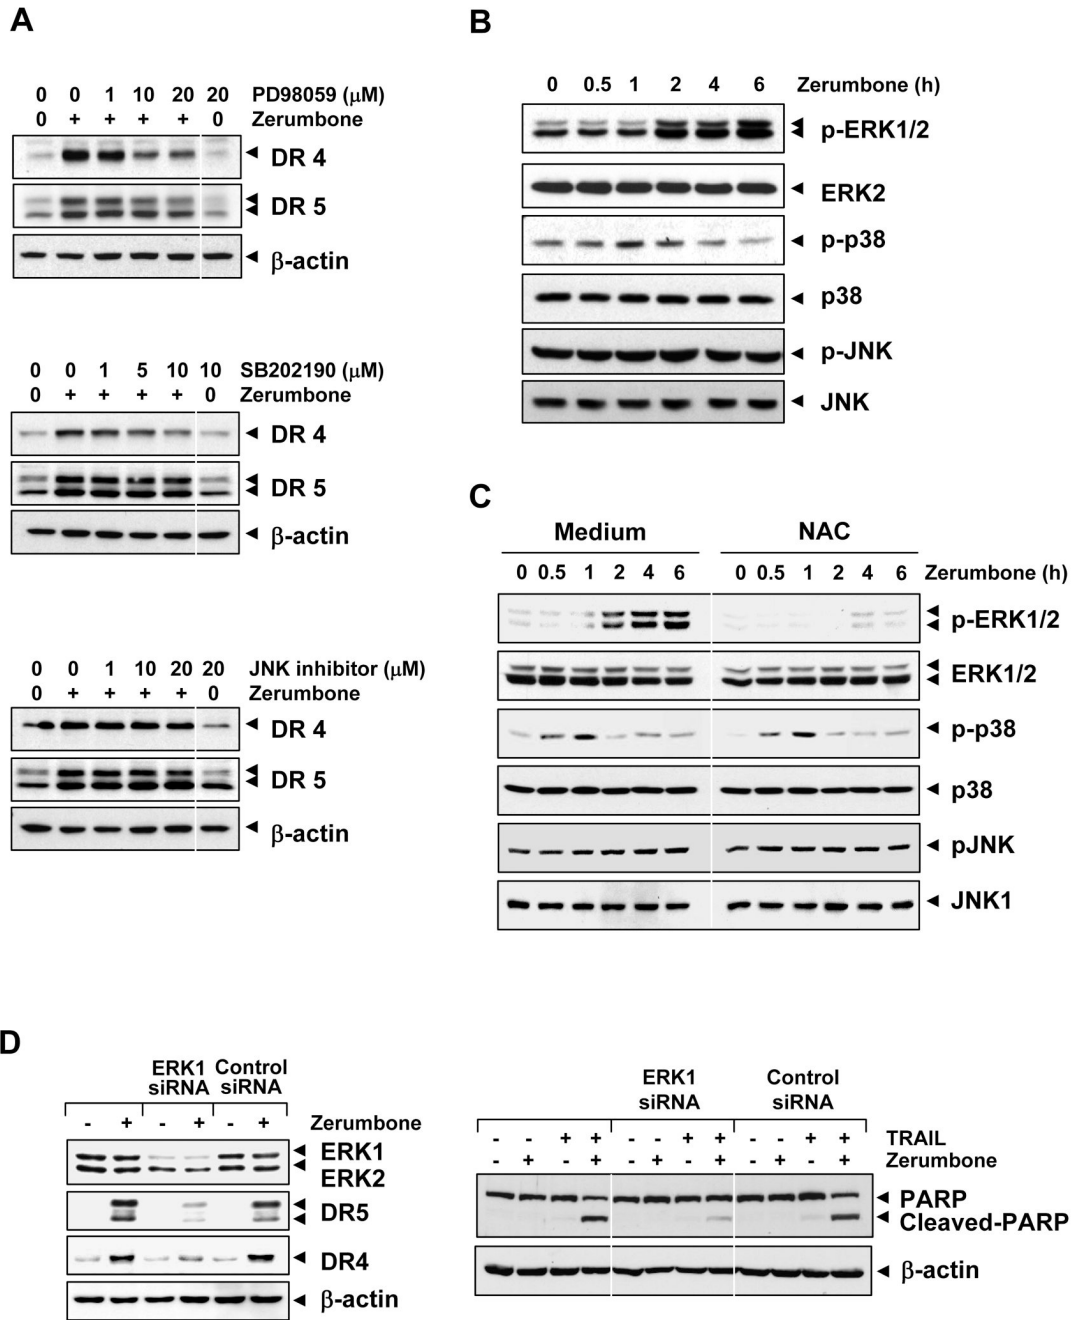 A
0 0 1 10 20 20 PD98059 (μM)
0 + + + + 0 Zerumbone
DR 4
DR 5
β-actin
0 0 1 5 10 10 SB202190 (μM)
0 + + + + 0 Zerumbone
DR 4
DR 5
β-actin
0 0 1 10 20 20 JNK inhibitor (μM)
0 + + + + 0 Zerumbone
DR 4
DR 5
β-actin
B
0 0.5 1 2 4 6 Zerumbone (h)
p-ERK1/2
ERK2
p-p38
p38
p-JNK
JNK
C
Medium NAC
0 0.5 1 2 4 6 0 0.5 1 2 4 6 Zerumbone (h)
p-ERK1/2
ERK1/2
p-p38
p38
pJNK
JNK1
D
ERK1 Control
siRNA siRNA
- + - + - + Zerumbone
ERK1
ERK2
DR5
DR4
β-actin
ERK1 Control
siRNA siRNA
- - + + - - + + - - + + TRAIL
- + - + - + - + - + - + Zerumbone
PARP
Cleaved-PARP
β-actin